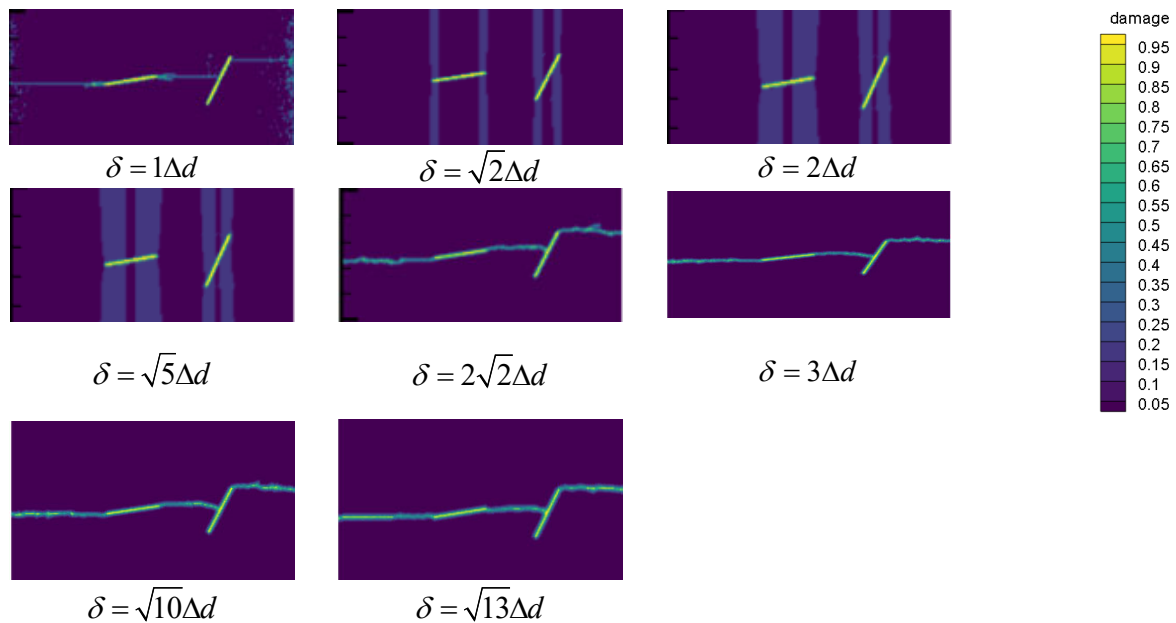 damage
0.95
0.9
0.85
0.8
0.75
0.7
0.65
0.6
0.55
0.5
0.45
0.4
0.35
0.3
0.25
0.2
0.15
0.1
0.05
δ = 1Δd
δ = √2Δd
δ = 2Δd
δ = √5Δd
δ = 2√2Δd
δ = 3Δd
δ = √10Δd
δ = √13Δd